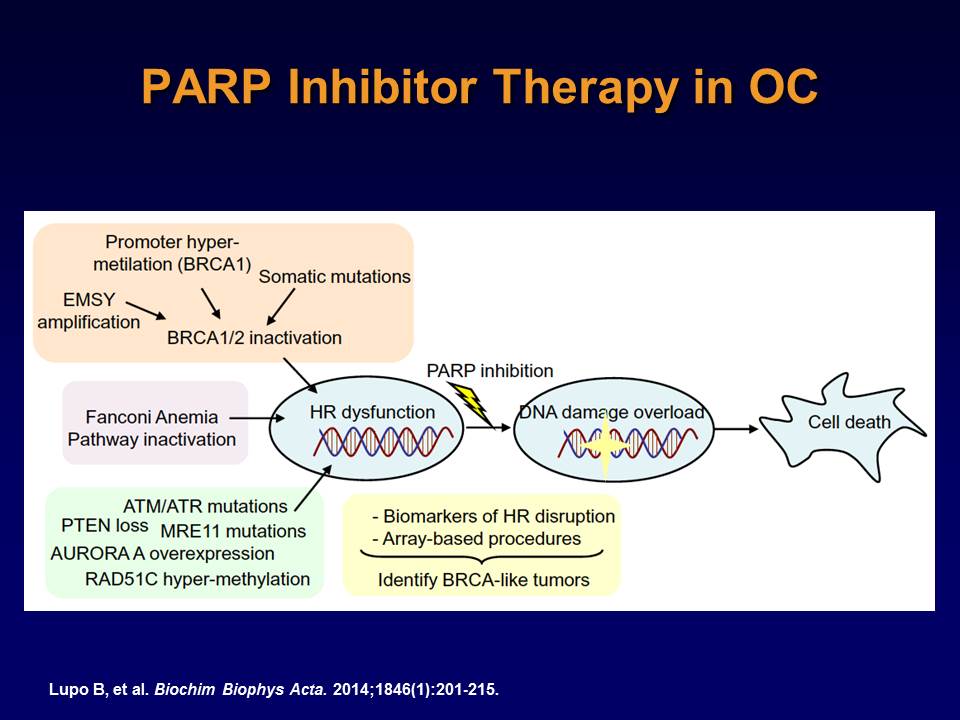 PARP Inhibitor Therapy in OC
Promoter hyper-
metilation (BRCA1)
Somatic mutations
EMSY
amplification
BRCA1/2 inactivation
PARP inhibition
Fanconi Anemia
Pathway inactivation
HR dysfunction
DNA damage overload
Cell death
ATM/ATR mutations
PTEN loss
MRE11 mutations
AURORA A overexpression
RAD51C hyper-methylation
- Biomarkers of HR disruption
- Array-based procedures
Identify BRCA-like tumors
Lupo B, et al. Biochim Biophys Acta. 2014;1846(1):201-215.